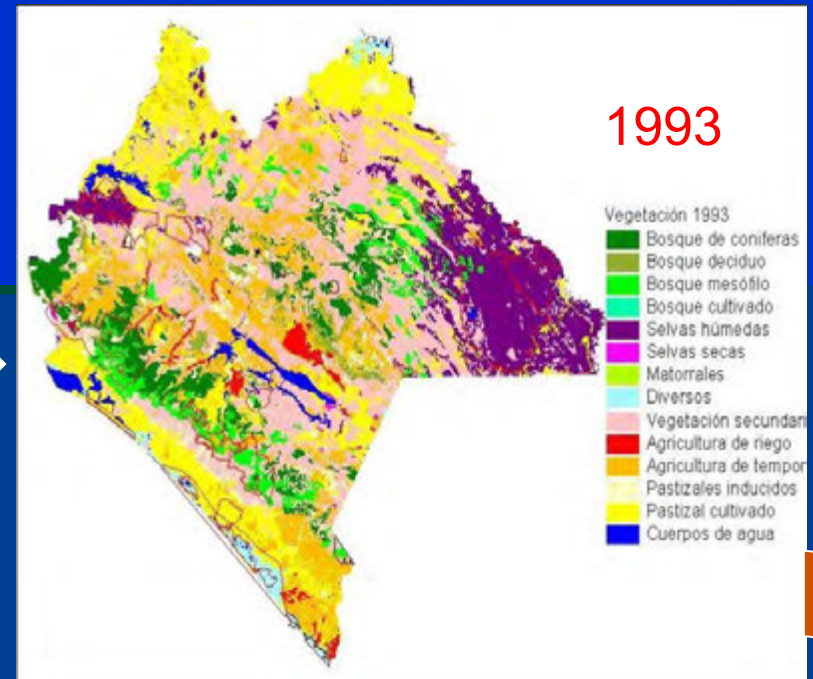 1993
Vegetación 1993
Bosque de coniferas
Bosque deciduo
Bosque mesófilo
Bosque cultivado
Selvas húmedas
Selvas secas
Matorrales
Diversos
Vegetación secundari
Agricultura de riego
Agricultura de tempor
Pastizales inducidos
Pastizal cultivado
Cuerpos de agua